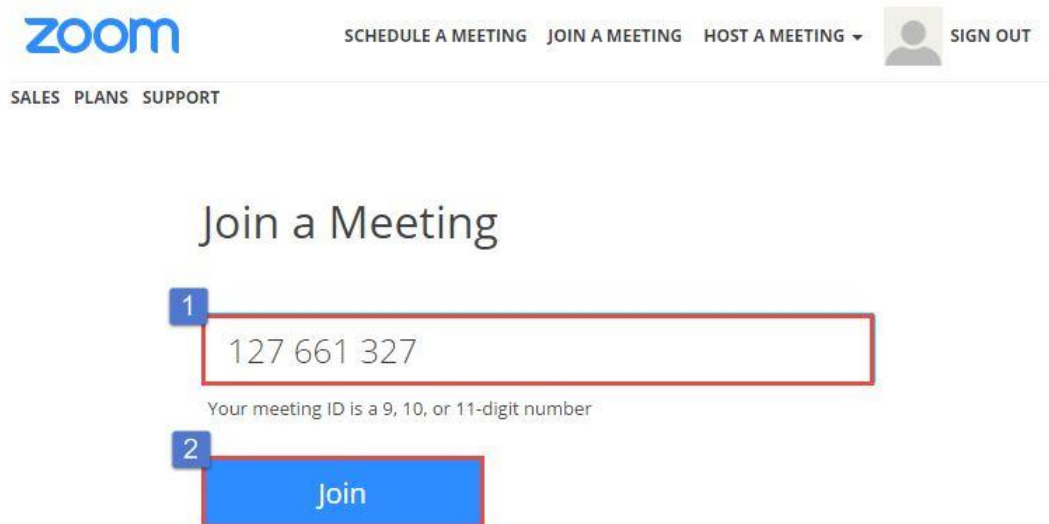 zoom SCHEDULE A MEETING JOIN A MEETING HOST A MEETING SIGN OUT
SALES PLANS SUPPORT
Join a Meeting
1
127 661 327
Your meeting ID is a 9, 10, or 11-digit number
2
Join